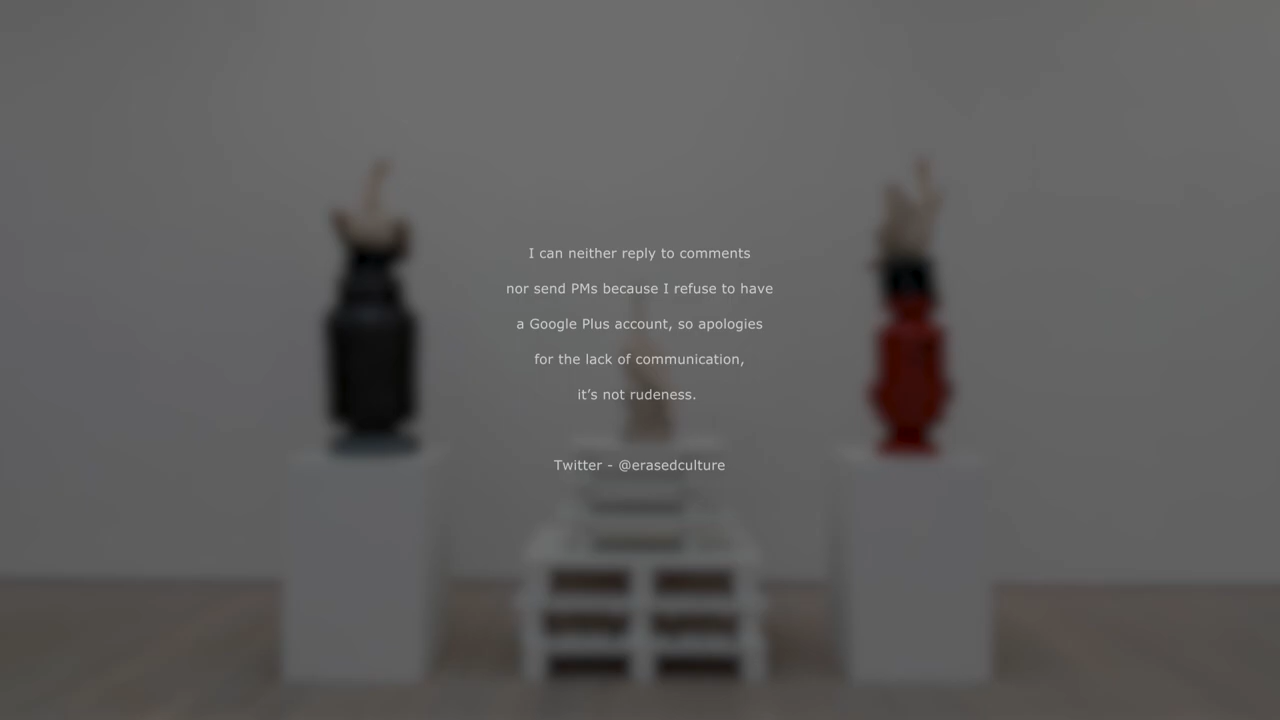 I can neither reply to comments
nor send PMs because I refuse to have
a Google Plus account, so apologies
for the lack of communication,
it’s not rudeness.
Twitter - @erasedculture